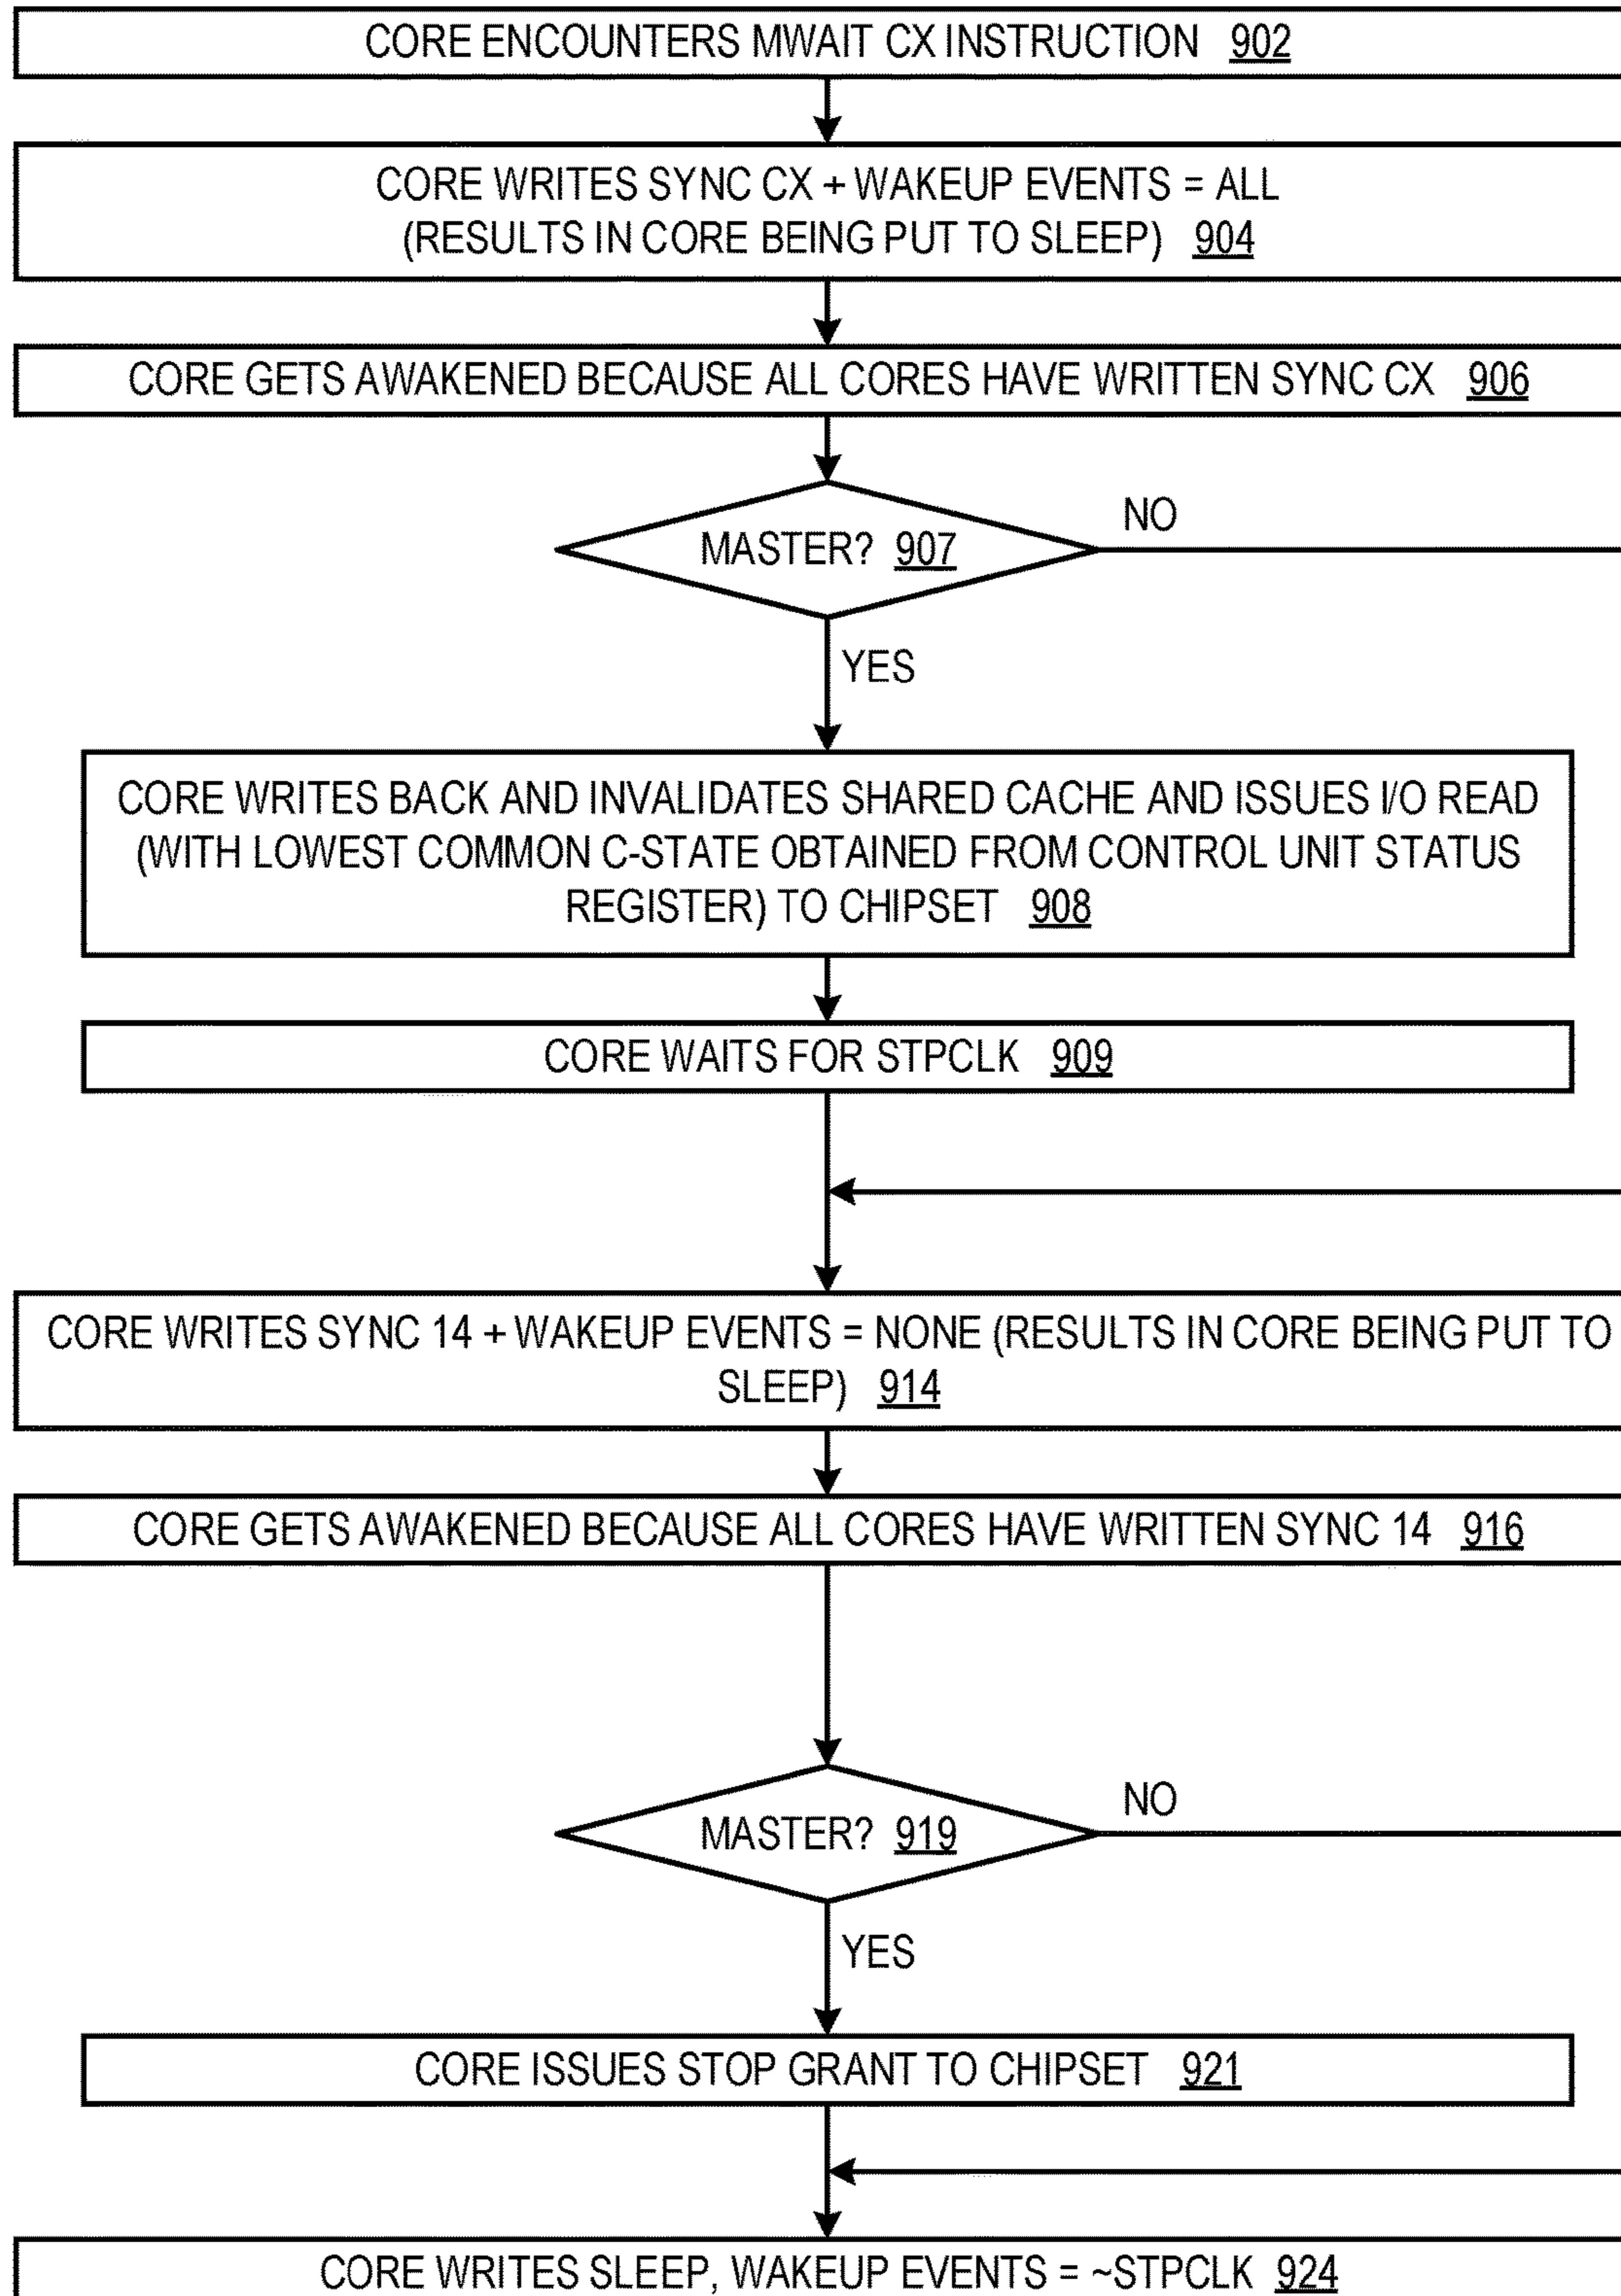 CORE ENCOUNTERS MWAIT CX INSTRUCTION 902
CORE WRITES SYNC CX + WAKEUP EVENTS = ALL
(RESULTS IN CORE BEING PUT TO SLEEP) 904
CORE GETS AWAKENED BECAUSE ALL CORES HAVE WRITTEN SYNC CX 906
NO
MASTER? 907
YES
CORE WRITES BACK AND INVALIDATES SHARED CACHE AND ISSUES I/O READ
(WITH LOWEST COMMON C-STATE OBTAINED FROM CONTROL UNIT STATUS
REGISTER) TO CHIPSET 908
CORE WAITS FOR STPCLK 909
CORE WRITES SYNC 14 + WAKEUP EVENTS = NONE (RESULTS IN CORE BEING PUT TO
SLEEP) 914
CORE GETS AWAKENED BECAUSE ALL CORES HAVE WRITTEN SYNC 14 916
NO
MASTER? 919
YES
CORE ISSUES STOP GRANT TO CHIPSET 921
CORE WRITES SLEEP, WAKEUP EVENTS = ~STPCLK 924